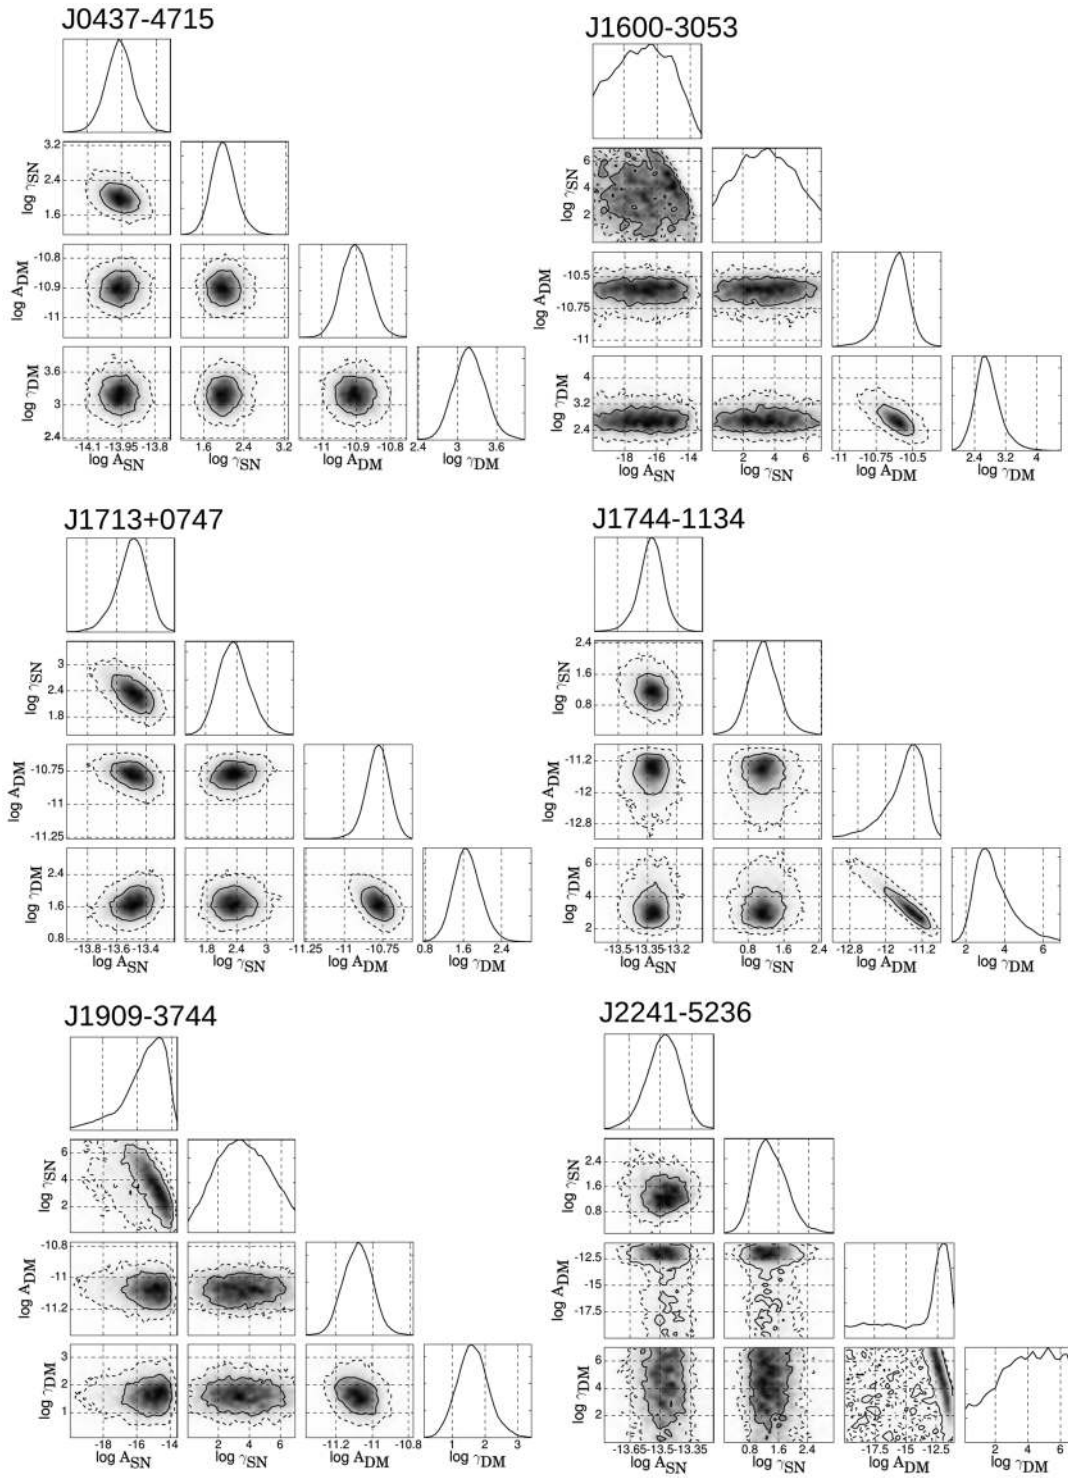 J0437-4715
3.2
2.4
1.6
log γSN
-10.8
-10.9
-11
log ADM
3.6
3
2.4
log γDM
-14.1 -13.95 -13.8
log ASN
1.6 2.4 3.2
log γSN
-11 -10.9 -10.8
log ADM
2.4 3 3.6
log γDM
J1600-3053
6
4
2
log γSN
-10.5
-10.75
-11
log ADM
4
3.2
2.4
log γDM
-18 -16 -14
log ASN
0 2 4 6
log γSN
-11 -10.75 -10.5
log ADM
2.4 3.2 4
log γDM
J1713+0747
3
2.4
1.8
log γSN
-10.75
-11
-11.25
log ADM
2.4
1.6
0.8
log γDM
-13.8 -13.6 -13.4
log ASN
1.8 2.4 3
log γSN
-11.25 -11 -10.75
log ADM
0.8 1.6 2.4
log γDM
J1744-1134
2.4
1.6
0.8
log γSN
-11.2
-12
-12.8
log ADM
6
4
2
log γDM
-13.5 -13.35 -13.2
log ASN
0.8 1.6 2.4
log γSN
-12.8 -12 -11.2
log ADM
2 4 6
log γDM
J1909-3744
6
4
2
log γSN
-10.8
-11
-11.2
log ADM
3
2
1
log γDM
-18 -16 -14
log ASN
0 2 4 6
log γSN
-11.2 -11 -10.8
log ADM
1 2 3
log γDM
J2241-5236
2.4
1.6
0.8
log γSN
-12.5
-15
-17.5
log ADM
6
4
2
log γDM
-13.65 -13.5 -13.35
log ASN
0.8 1.6 2.4
log γSN
-17.5 -15 -12.5
log ADM
2 4 6
log γDM